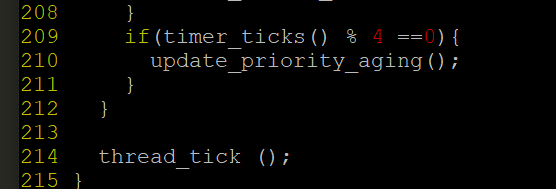 208       }
209       if(timer_ticks() % 4 ==0){
210         update_priority_aging();
211       }
212     }
213
214     thread_tick ();
215 }